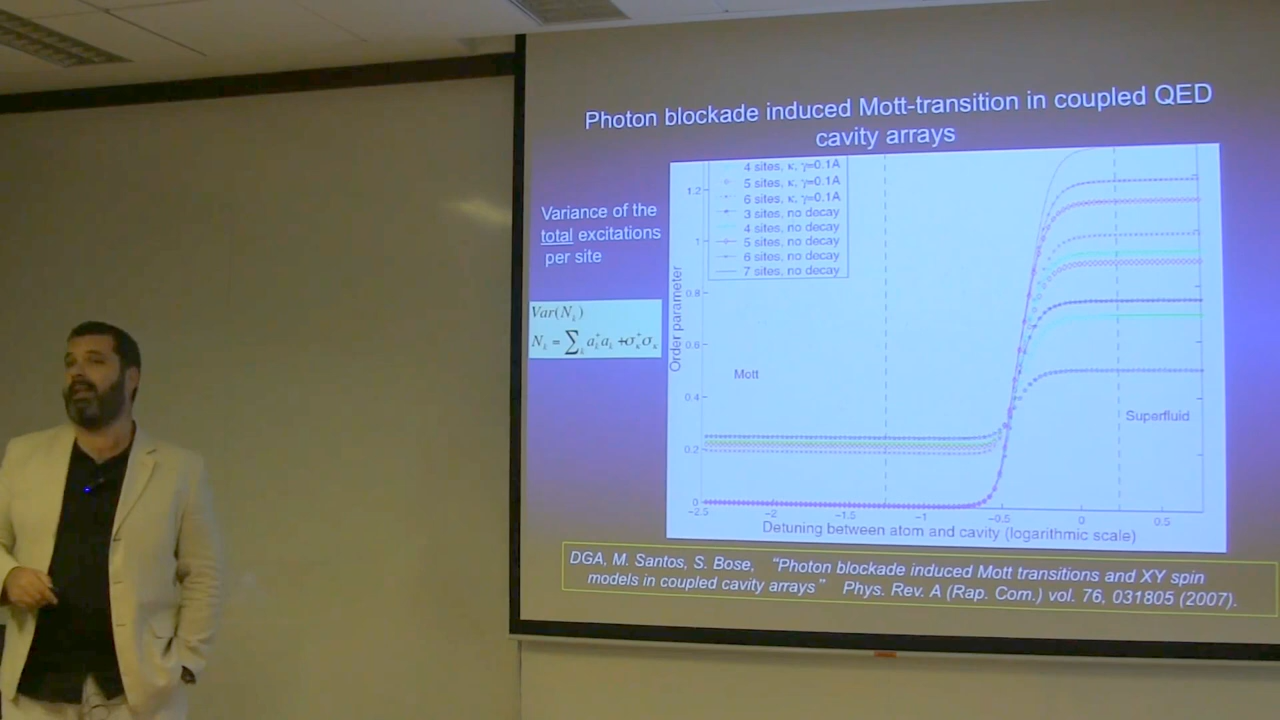 Photon blockade induced Mott-transition in coupled QED
cavity arrays
Variance of the
total excitations
per site
Var(N_k)
N_k = ∑_k a_k^+ a_k + σ_k^+ σ_k
4 sites, κ, γ=0.1A
5 sites, κ, γ=0.1A
6 sites, κ, γ=0.1A
3 sites, no decay
4 sites, no decay
5 sites, no decay
6 sites, no decay
7 sites, no decay
1.2
1
0.8
0.6
0.4
0.2
0
Order parameter
Mott
Superfluid
-2.5 -2 -1.5 -1 -0.5 0 0.5
Detuning between atom and cavity (logarithmic scale)
DGA, M. Santos, S. Bose, “Photon blockade induced Mott transitions and XY spin
models in coupled cavity arrays” Phys. Rev. A (Rap. Com.) vol. 76, 031805 (2007).